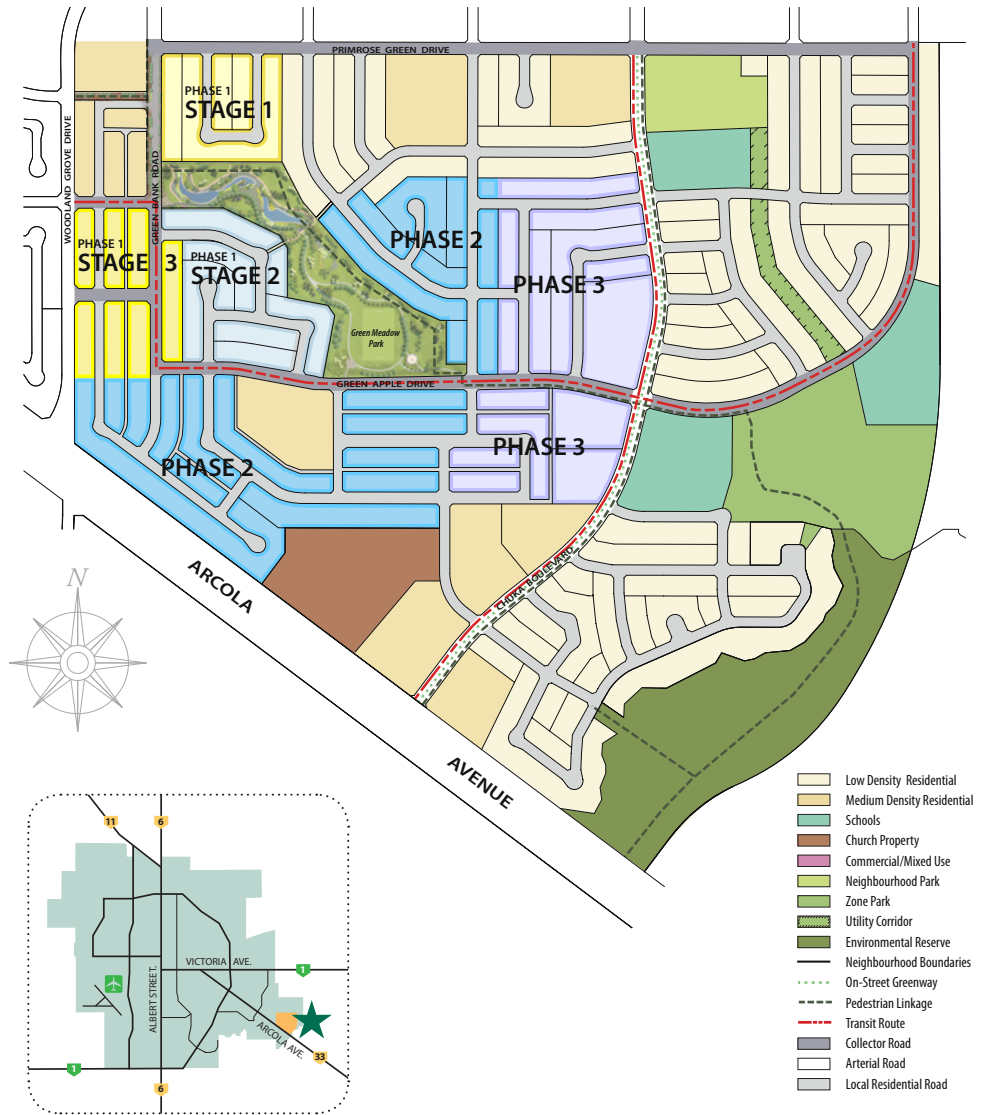 PRIMROSE GREEN DRIVE
PHASE 1
STAGE 1
WOODLAND GROVE DRIVE
GREEN BANK ROAD
PHASE 1
STAGE 3
PHASE 1
STAGE 2
PHASE 2
PHASE 3
Green Meadow
Park
GREEN APPLE DRIVE
PHASE 2
PHASE 3
ARCOLA
AVENUE
CHUKA BOULEVARD
N
Low Density Residential
Medium Density Residential
Schools
Church Property
Commercial/Mixed Use
Neighbourhood Park
Zone Park
Utility Corridor
Environmental Reserve
Neighbourhood Boundaries
On-Street Greenway
Pedestrian Linkage
Transit Route
Collector Road
Arterial Road
Local Residential Road
11
6
VICTORIA AVE.
1
ALBERT STREET.
ARCOLA AVE.
33
1
6